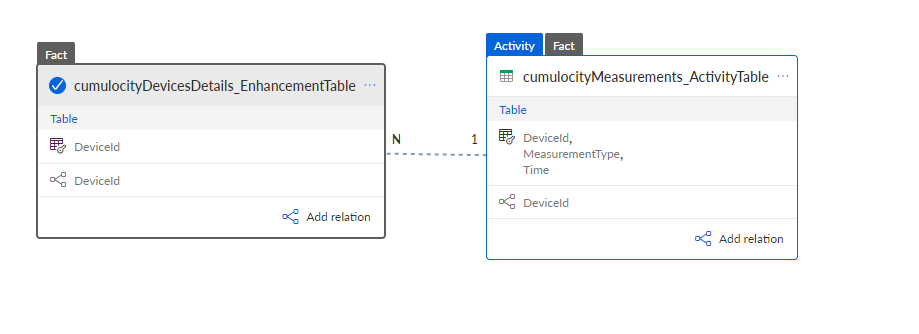 Fact
cumulocityDevicesDetails_EnhancementTable ...
Table
DeviceId
DeviceId
Add relation
N
1
Activity Fact
cumulocityMeasurements_ActivityTable ...
Table
DeviceId,
MeasurementType,
Time
DeviceId
Add relation